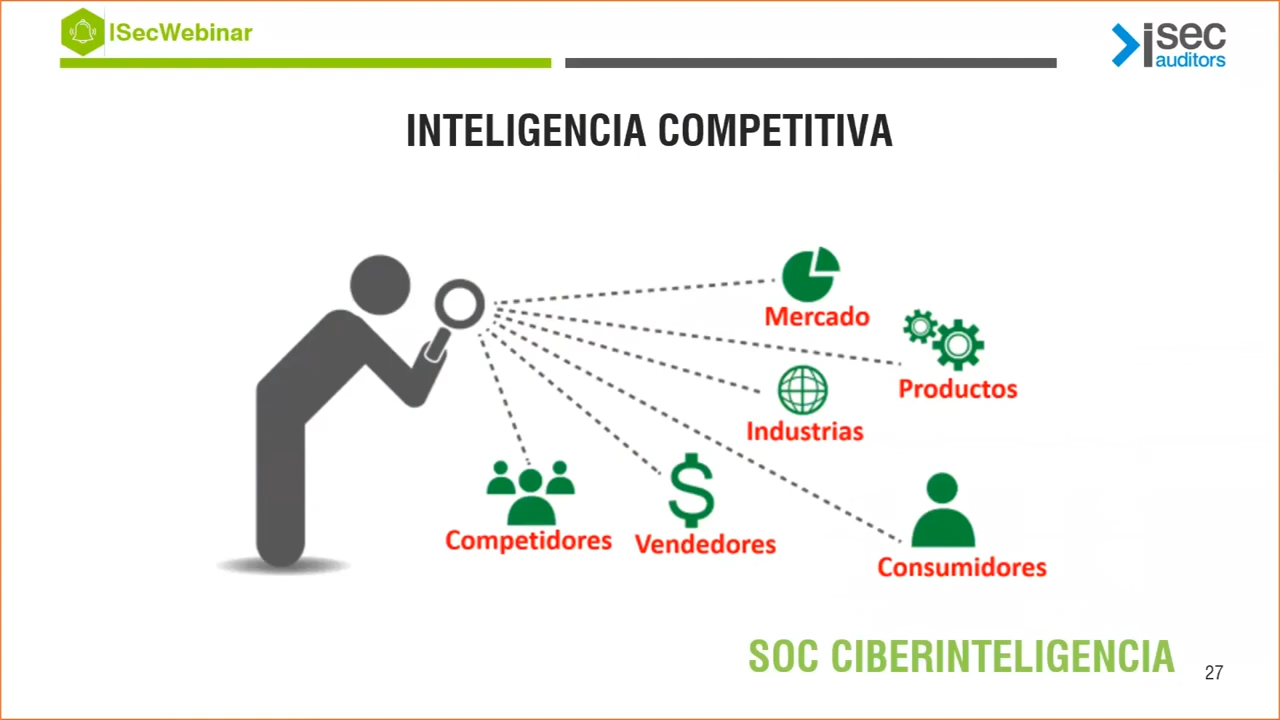 ISecWebinar
isec
auditors
INTELIGENCIA COMPETITIVA
Mercado
Productos
Industrias
Competidores
Vendedores
Consumidores
SOC CIBERINTELIGENCIA
27